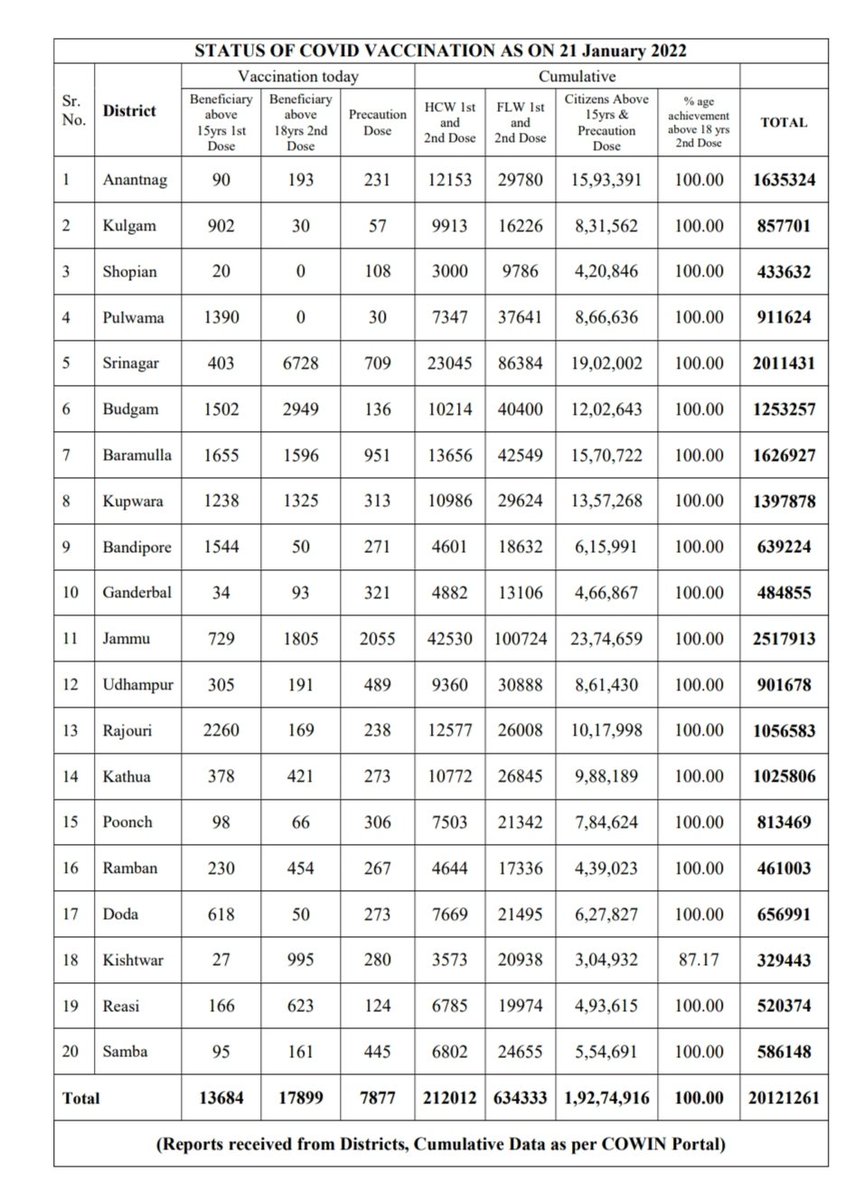 STATUS OF COVID VACCINATION AS ON 21 January 2022
Sr. No. District Vaccination today Cumulative
Beneficiary above 15yrs 1st Dose Beneficiary above 18yrs 2nd Dose Precaution Dose HCW 1st and 2nd Dose FLW 1st and 2nd Dose Citizens Above 15yrs & Precaution Dose % age achievement above 18 yrs 2nd Dose TOTAL
1 Anantnag 90 193 231 12153 29780 15,93,391 100.00 1635324
2 Kulgam 902 30 57 9913 16226 8,31,562 100.00 857701
3 Shopian 20 0 108 3000 9786 4,20,846 100.00 433632
4 Pulwama 1390 0 30 7347 37641 8,66,636 100.00 911624
5 Srinagar 403 6728 709 23045 86384 19,02,002 100.00 2011431
6 Budgam 1502 2949 136 10214 40400 12,02,643 100.00 1253257
7 Baramulla 1655 1596 951 13656 42549 15,70,722 100.00 1626927
8 Kupwara 1238 1325 313 10986 29624 13,57,268 100.00 1397878
9 Bandipore 1544 50 271 4601 18632 6,15,991 100.00 639224
10 Ganderbal 34 93 321 4882 13106 4,66,867 100.00 484855
11 Jammu 729 1805 2055 42530 100724 23,74,659 100.00 2517913
12 Udhampur 305 191 489 9360 30888 8,61,430 100.00 901678
13 Rajouri 2260 169 238 12577 26008 10,17,998 100.00 1056583
14 Kathua 378 421 273 10772 26845 9,88,189 100.00 1025806
15 Poonch 98 66 306 7503 21342 7,84,624 100.00 813469
16 Ramban 230 454 267 4644 17336 4,39,023 100.00 461003
17 Doda 618 50 273 7669 21495 6,27,827 100.00 656991
18 Kishtwar 27 995 280 3573 20938 3,04,932 87.17 329443
19 Reasi 166 623 124 6785 19974 4,93,615 100.00 520374
20 Samba 95 161 445 6802 24655 5,54,691 100.00 586148
Total 13684 17899 7877 212012 634333 1,92,74,916 100.00 20121261
(Reports received from Districts, Cumulative Data as per COWIN Portal)